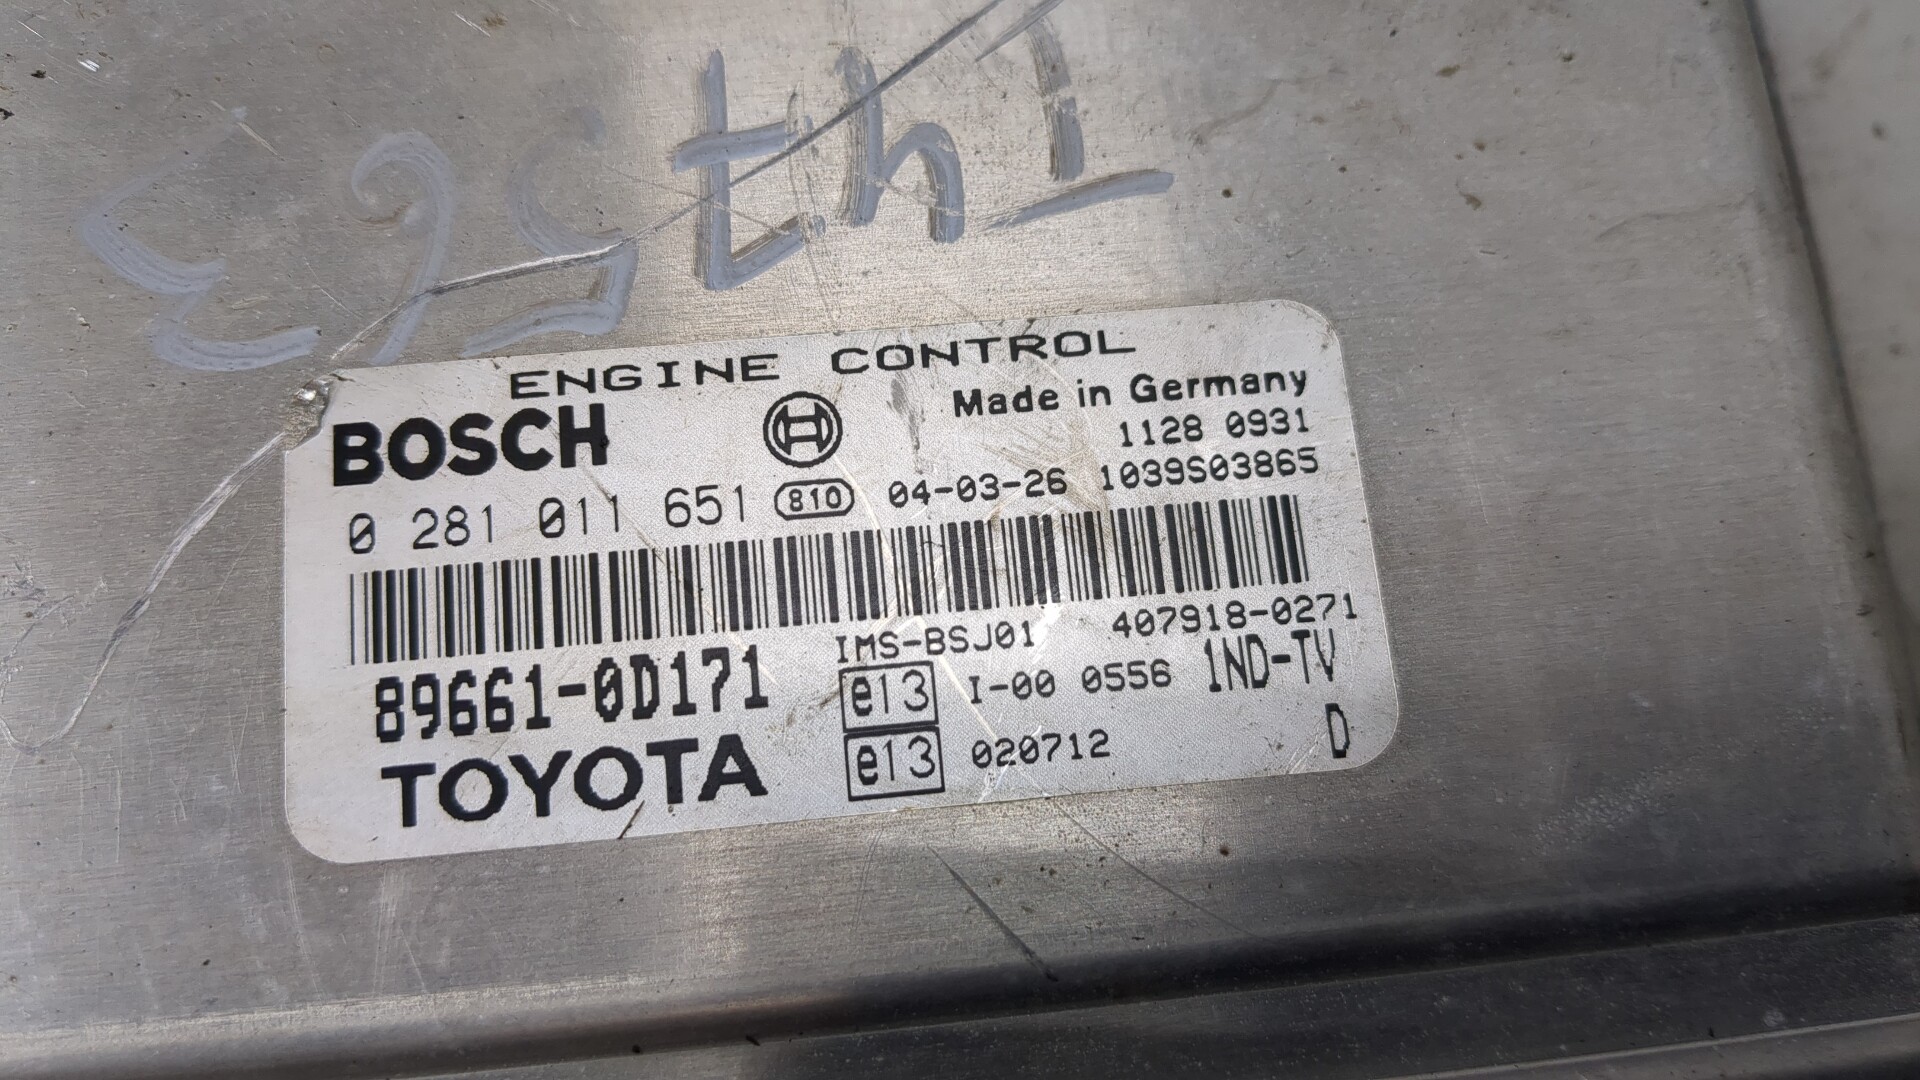 ENGINE CONTROL
BOSCH
Made in Germany
1128 0931
0 281 011 651 810 04-03-26 1039S03865
IMS-BSJ01 407918-0271
89661-0D171 e13 I-00 0556 1ND-TV
TOYOTA e13 020712 D